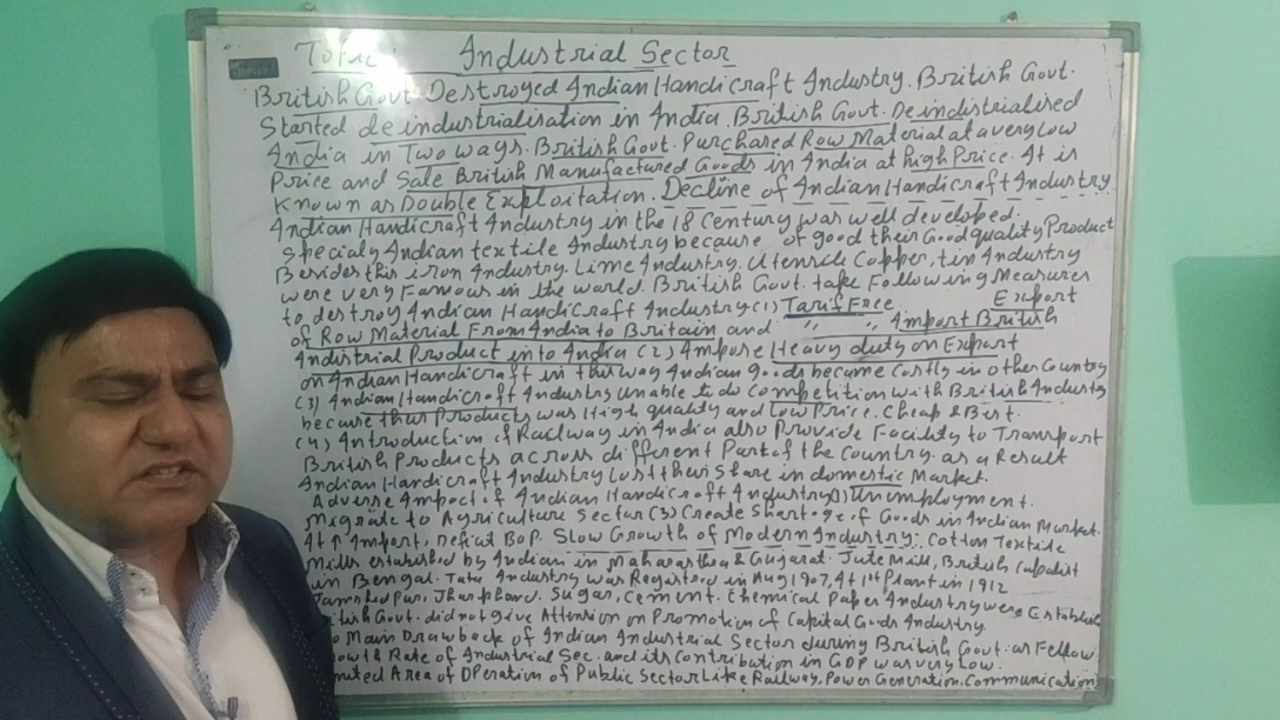 Topic: Industrial Sector
British Govt. Destroyed Indian Handicraft Industry. British Govt.
Started deindustrialisation in India. British Govt. Deindistrialised
India in Two ways. British Govt. Purchased Row Material at a very Low
Price and Sale British Manufactured Goods in India at high Price. It is
Known as Double Exploitation. Decline of Indian Handicraft Industry
Indian Handicraft Industry in the 18 Century was well developed.
Specialy Indian textile Industry because of good their Good quality Product
Besides this iron Industry. Lime Industry. Utensils Copper, tin Industry
were very Famous in the world. British Govt. take Following Measures
to destroy Indian Handicraft Industry (1) Tarif Free Export
of Row Material From India to Britain and " " Import British
Industrial Product in to India (2) Impose Heavy duty on Export
on Indian Handicraft in this way Indian goods became Costly in other Country
(3) Indian Handicraft Industry unable to do Competition with British Industry
because thus Products was High quality and Low Price. Cheap & Best.
(4) Introduction of Railway in India also Provide Facility to Transport
British Products across different Part of the Country. as a Result
Indian Handicraft Industry Lost their Share in domestic Market.
Adverse Impact of Indian Handicraft Industry (1) Unemployment.
Migrate to Agriculture Sector (3) Create Shortage of Goods in Indian Market.
It ↑ Import, Deficit BOP. Slow Growth of Modern Industry: Cotton Textile
Mills established by Indian in Maharasthea & Gujarat. Jute Mill, British Capalist
in Bengal. Tata Industry was Registered in Aug 1907, It 1st Plant in 1912
Jamshedpur, Jharkhand. Sugar, Cement. Chemical Paper Industry were Establish
British Govt. did not give Attention on Promotion of Capital Goods Industry.
Main Drawback of Indian Industrial Sector during British Govt. as Fellow
Growth Rate of Industrial Sec. and its Contribution in GDP was very Low.
Limited Area of Operation of Public Sector Like Railway, Power Generation, Communication